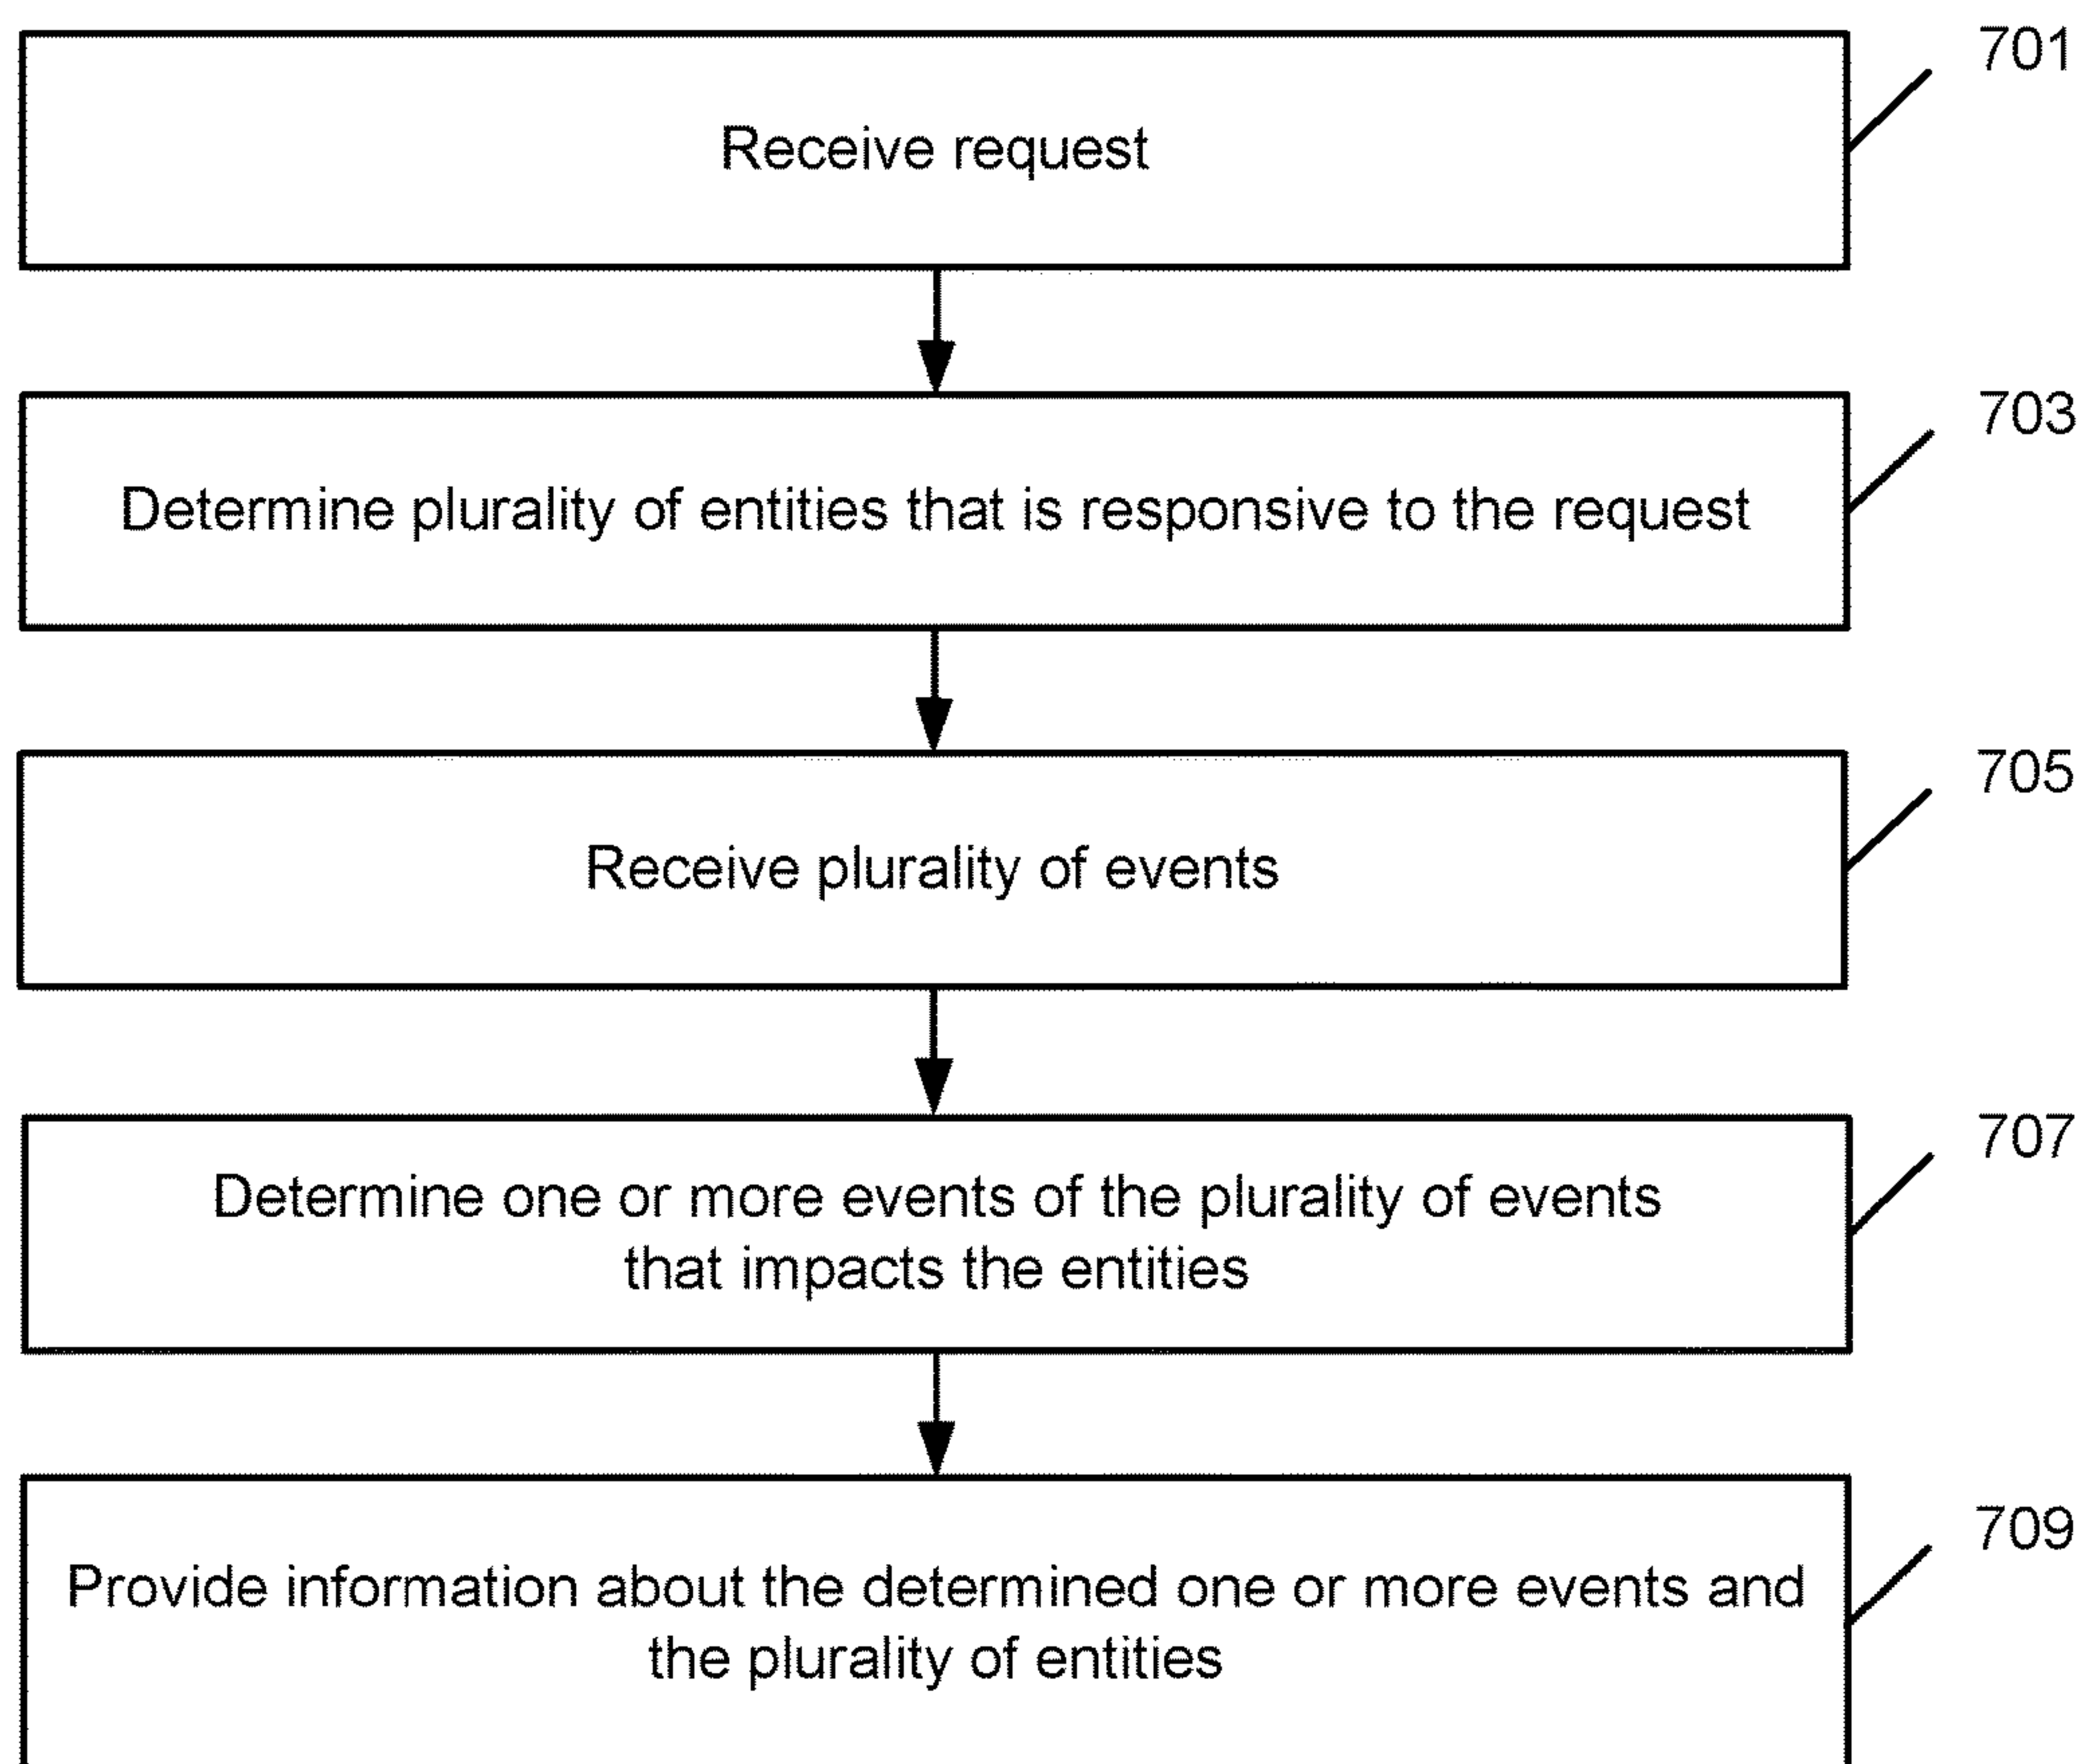 701
Receive request
703
Determine plurality of entities that is responsive to the request
705
Receive plurality of events
707
Determine one or more events of the plurality of events
that impacts the entities
709
Provide information about the determined one or more events and
the plurality of entities